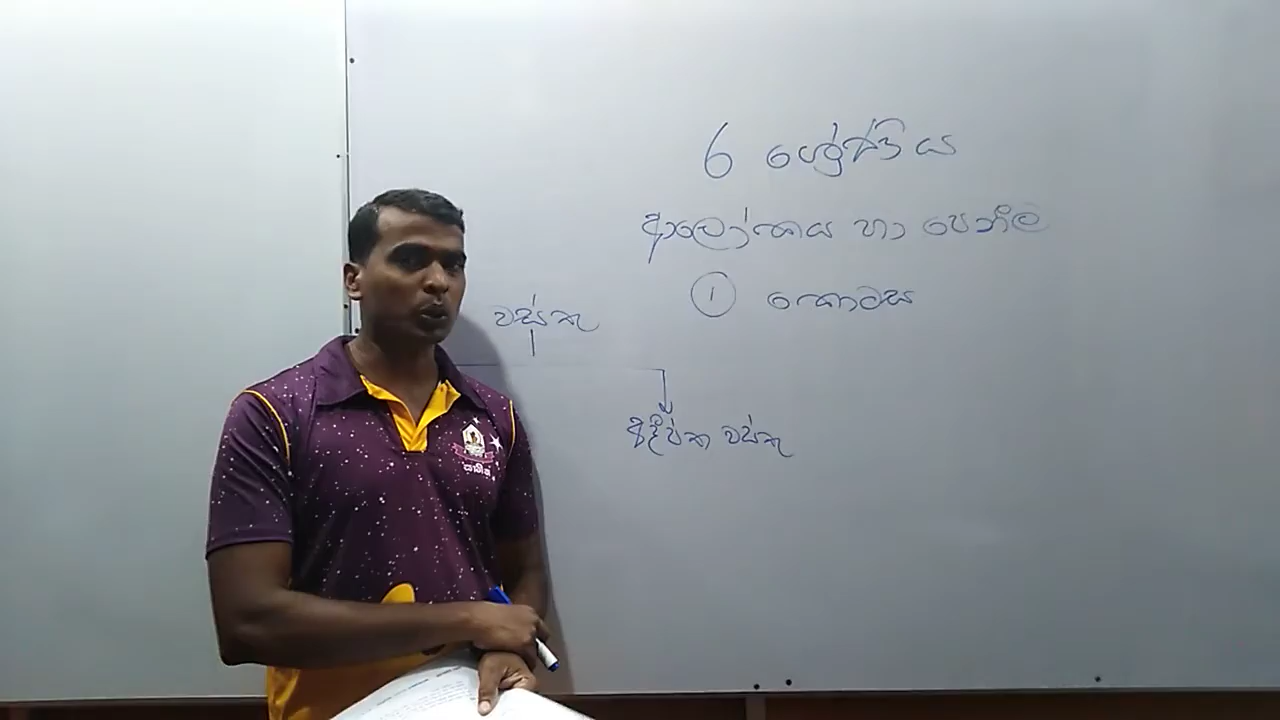 6 ශ්‍රේණිය
ආලෝකය හා පෙනීම
1 කොටස
වස්තු
අදීප්ත වස්තු